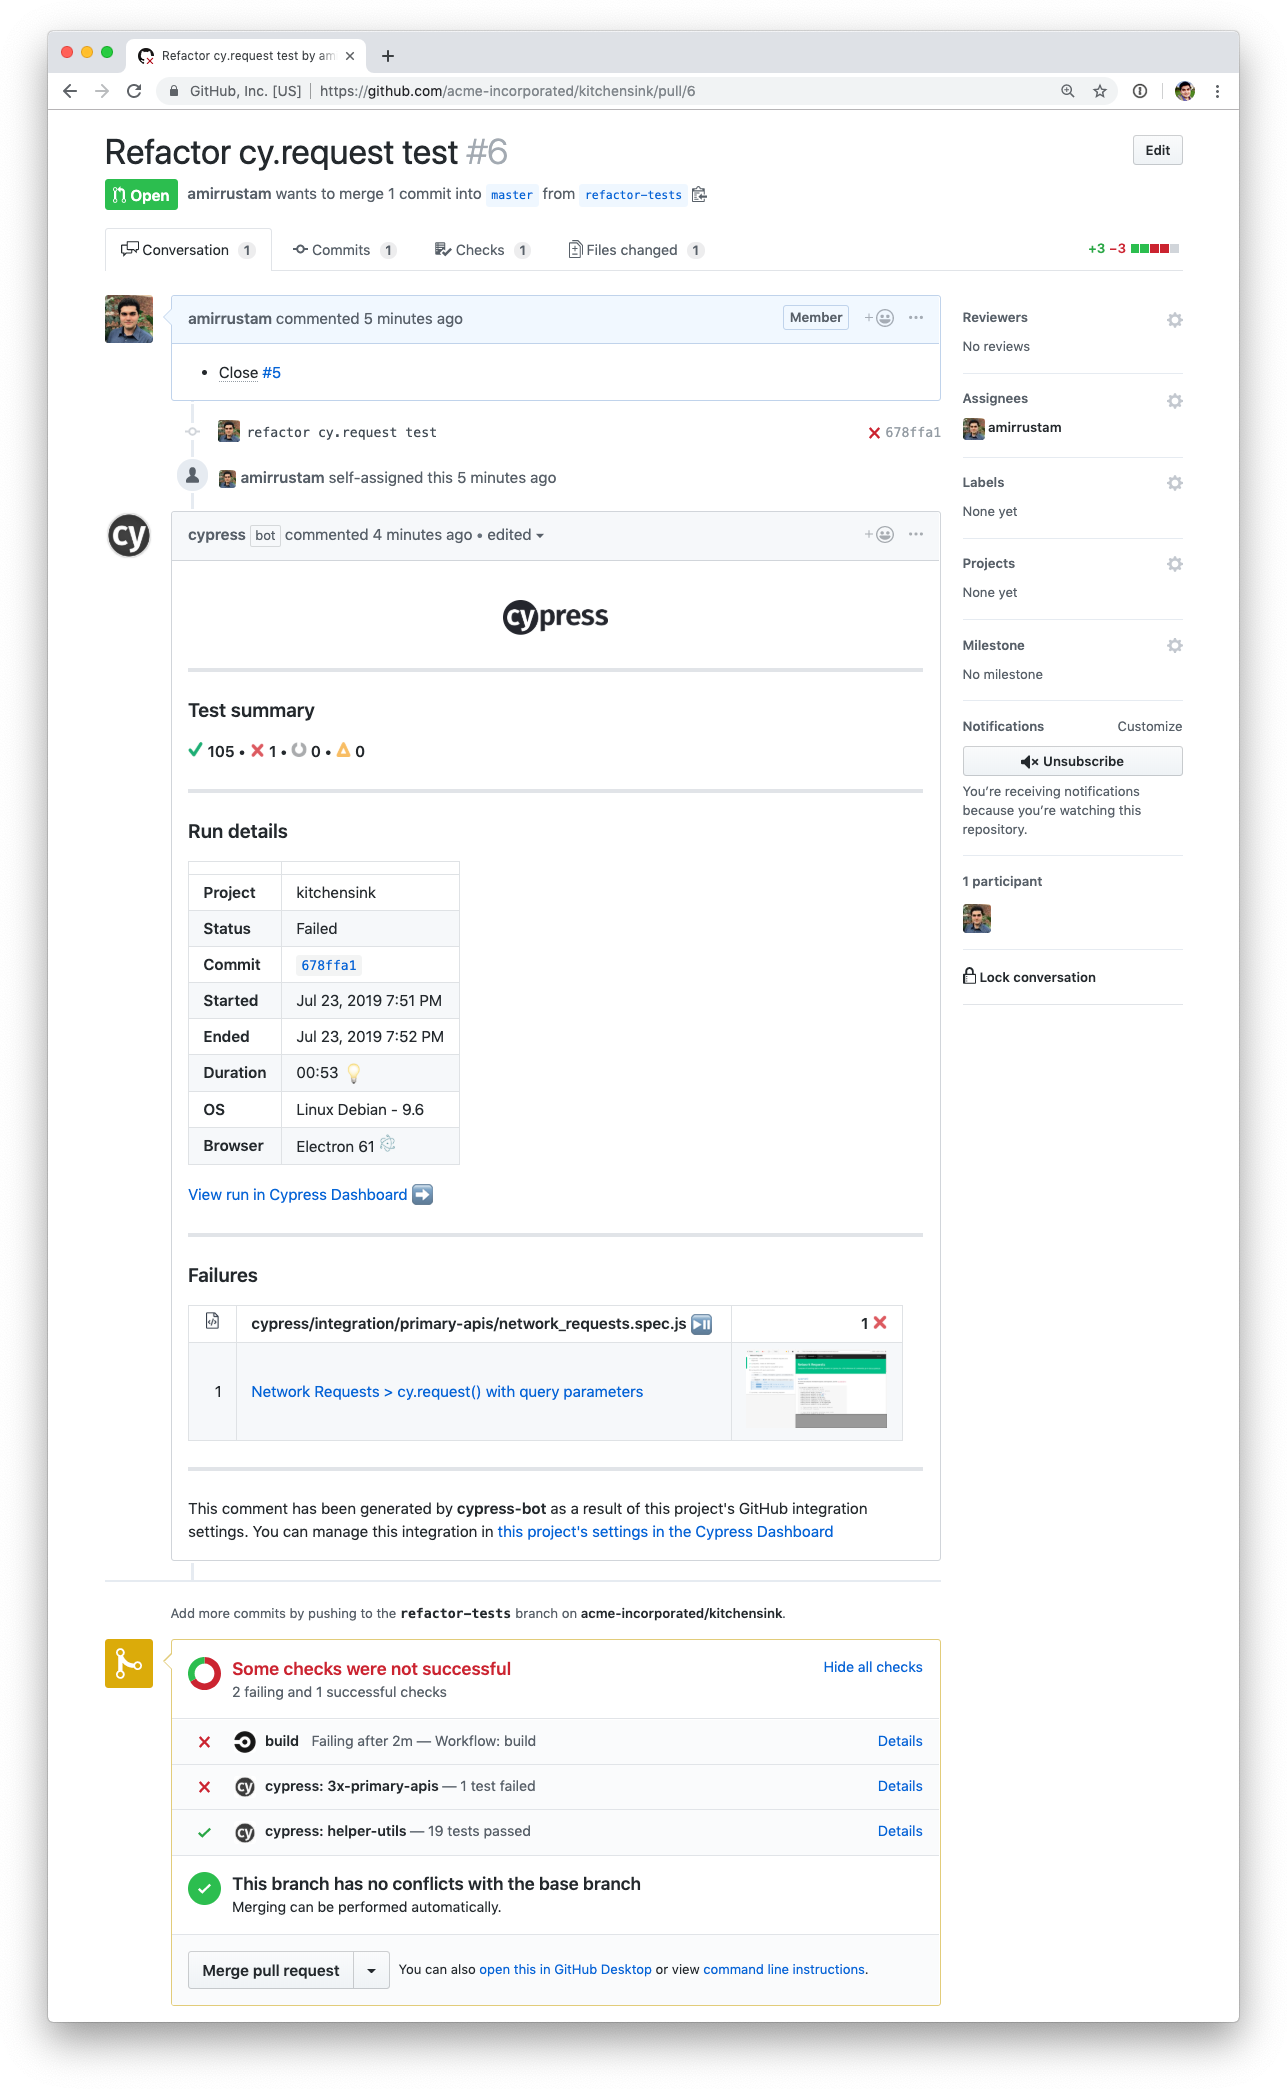 Refactor cy.request test by am
GitHub, Inc. [US] | https://github.com/acme-incorporated/kitchensink/pull/6
Refactor cy.request test #6
Edit
Open amirrustam wants to merge 1 commit into master from refactor-tests
Conversation 1 Commits 1 Checks 1 Files changed 1 +3 −3
amirrustam commented 5 minutes ago Member
• Close #5
refactor cy.request test 678ffa1
amirrustam self-assigned this 5 minutes ago
cy
cypress bot commented 4 minutes ago • edited
cypress
Test summary
105 • 1 • 0 • 0
Run details
Project kitchensink
Status Failed
Commit 678ffa1
Started Jul 23, 2019 7:51 PM
Ended Jul 23, 2019 7:52 PM
Duration 00:53
OS Linux Debian - 9.6
Browser Electron 61
View run in Cypress Dashboard
Failures
cypress/integration/primary-apis/network_requests.spec.js 1
1 Network Requests > cy.request() with query parameters
This comment has been generated by cypress-bot as a result of this project's GitHub integration
settings. You can manage this integration in this project's settings in the Cypress Dashboard
Add more commits by pushing to the refactor-tests branch on acme-incorporated/kitchensink.
Some checks were not successful
Hide all checks
2 failing and 1 successful checks
build Failing after 2m — Workflow: build Details
cy cypress: 3x-primary-apis — 1 test failed Details
cy cypress: helper-utils — 19 tests passed Details
This branch has no conflicts with the base branch
Merging can be performed automatically.
Merge pull request
You can also open this in GitHub Desktop or view command line instructions.
Reviewers
No reviews
Assignees
amirrustam
Labels
None yet
Projects
None yet
Milestone
No milestone
Notifications Customize
Unsubscribe
You’re receiving notifications
because you’re watching this
repository.
1 participant
Lock conversation